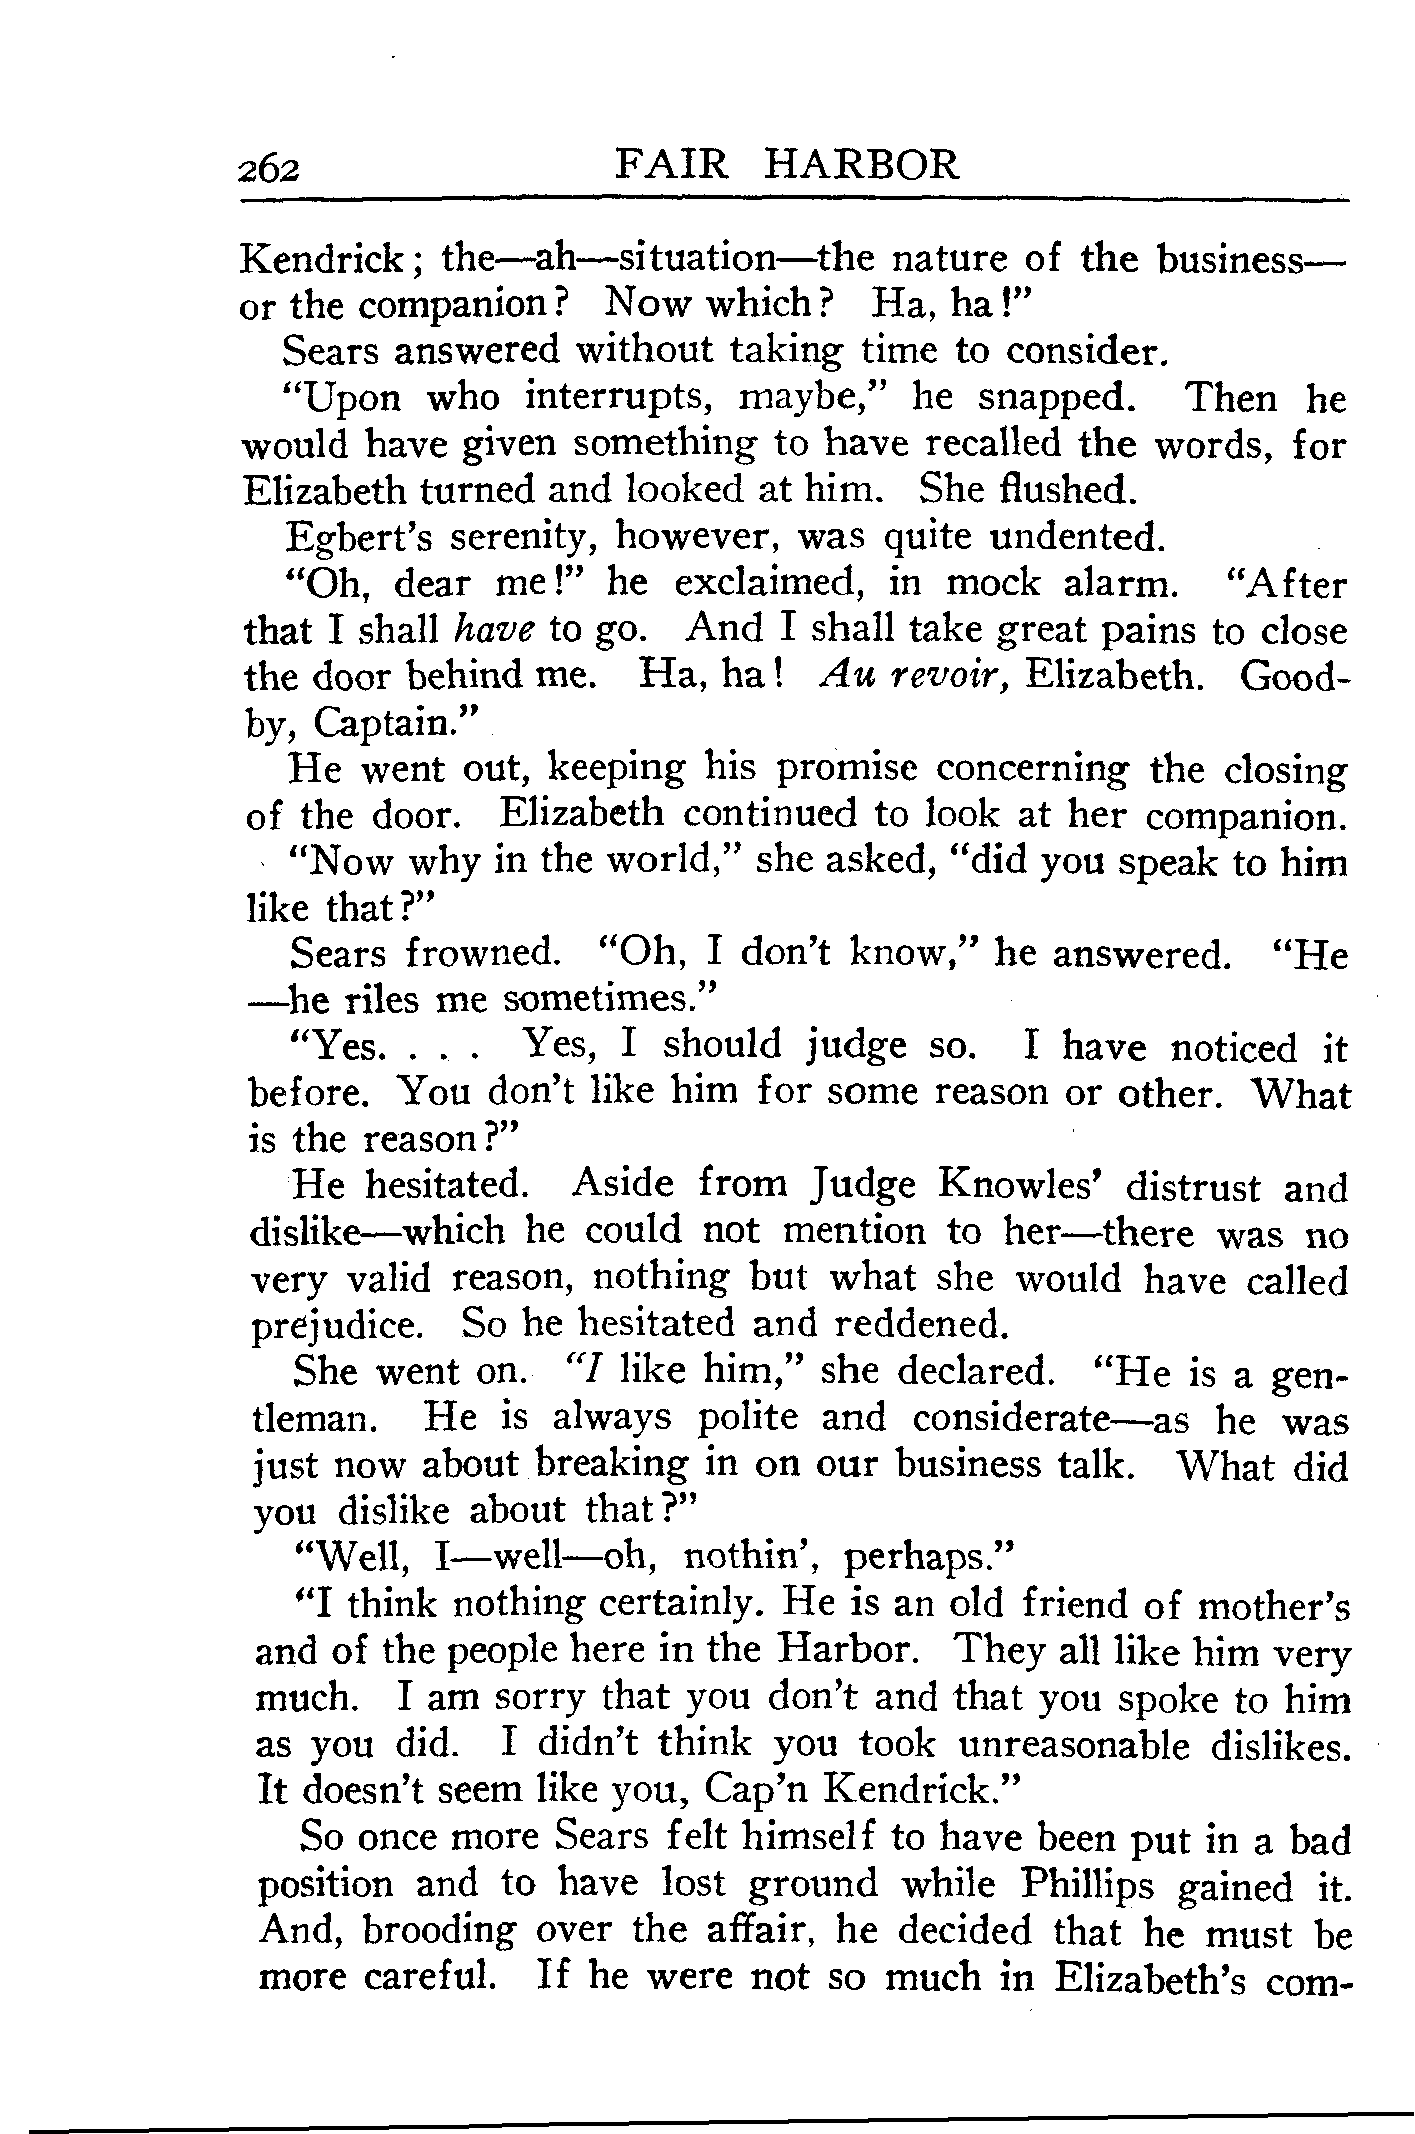 262 FAIR HARBOR
Kendrick; the—ah—situation—the nature of the business—
or the companion? Now which? Ha, ha!”
Sears answered without taking time to consider.
“Upon who interrupts, maybe,” he snapped. Then he
would have given something to have recalled the words, for
Elizabeth turned and looked at him. She flushed.
Egbert’s serenity, however, was quite undented.
“Oh, dear me!” he exclaimed, in mock alarm. “After
that I shall have to go. And I shall take great pains to close
the door behind me. Ha, ha! Au revoir, Elizabeth. Good-
by, Captain.”
He went out, keeping his promise concerning the closing
of the door. Elizabeth continued to look at her companion.
“Now why in the world,” she asked, “did you speak to him
like that?”
Sears frowned. “Oh, I don’t know,” he answered. “He
—he riles me sometimes.”
“Yes. . . . Yes, I should judge so. I have noticed it
before. You don’t like him for some reason or other. What
is the reason?”
He hesitated. Aside from Judge Knowles’ distrust and
dislike—which he could not mention to her—there was no
very valid reason, nothing but what she would have called
prejudice. So he hesitated and reddened.
She went on. “I like him,” she declared. “He is a gen-
tleman. He is always polite and considerate—as he was
just now about breaking in on our business talk. What did
you dislike about that?”
“Well, I—well—oh, nothin’, perhaps.”
“I think nothing certainly. He is an old friend of mother’s
and of the people here in the Harbor. They all like him very
much. I am sorry that you don’t and that you spoke to him
as you did. I didn’t think you took unreasonable dislikes.
It doesn’t seem like you, Cap’n Kendrick.”
So once more Sears felt himself to have been put in a bad
position and to have lost ground while Phillips gained it.
And, brooding over the affair, he decided that he must be
more careful. If he were not so much in Elizabeth’s com-